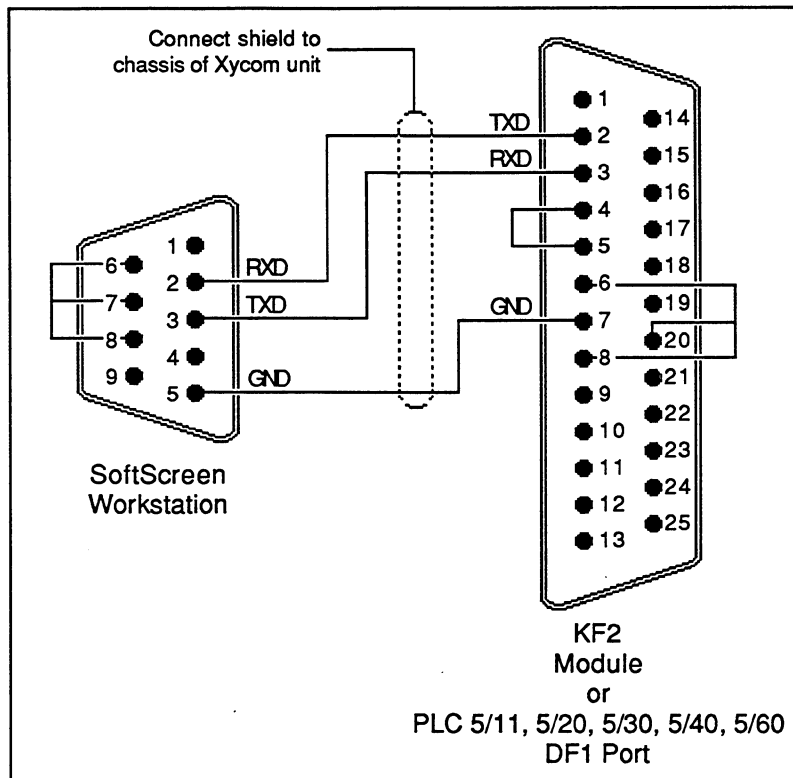 Connect shield to
chassis of Xycom unit
TXD
RXD
GND
RXD
TXD
GND
1
2
3
4
5
6
7
8
9
1
2
3
4
5
6
7
8
9
10
11
12
13
14
15
16
17
18
19
20
21
22
23
24
25
SoftScreen
Workstation
KF2
Module
or
PLC 5/11, 5/20, 5/30, 5/40, 5/60
DF1 Port